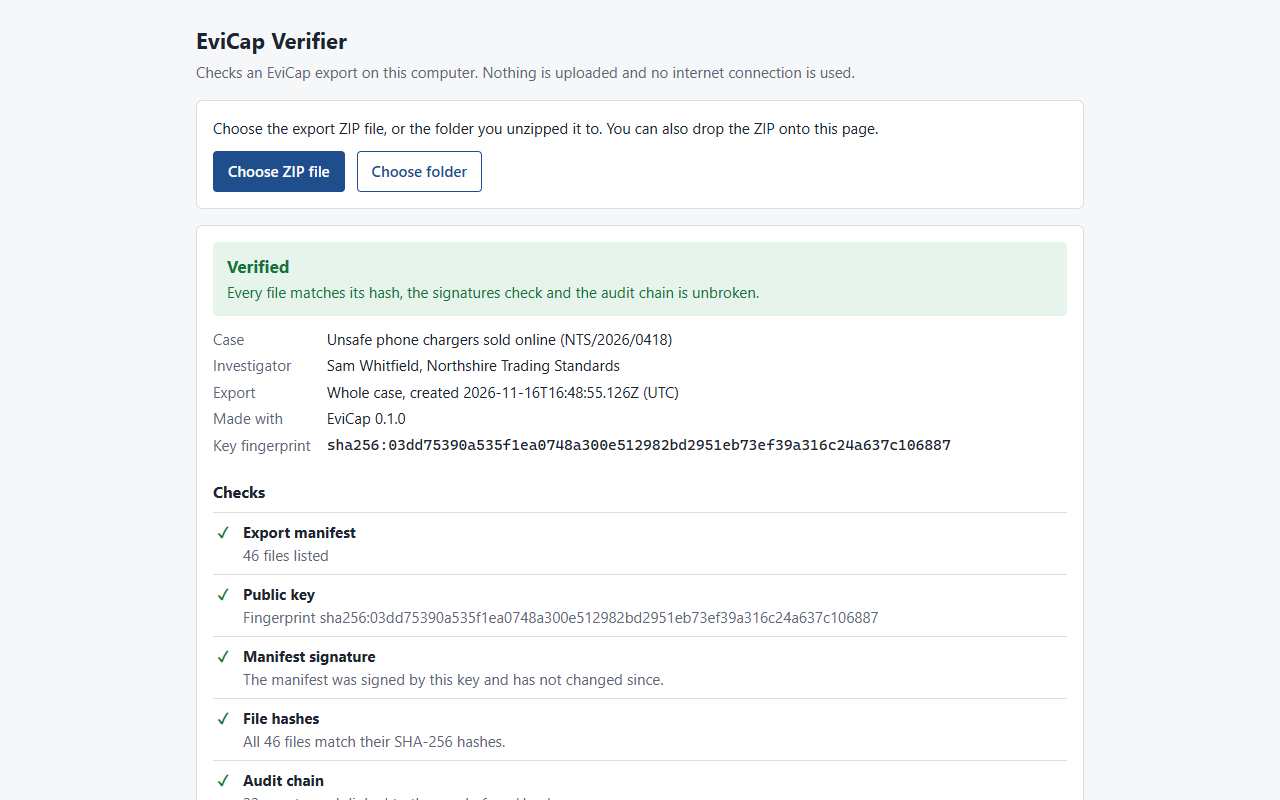 EviCap Verifier
Checks an EviCap export on this computer. Nothing is uploaded and no internet connection is used.
Choose the export ZIP file, or the folder you unzipped it to. You can also drop the ZIP onto this page.
Choose ZIP file Choose folder
Verified
Every file matches its hash, the signatures check and the audit chain is unbroken.
Case Unsafe phone chargers sold online (NTS/2026/0418)
Investigator Sam Whitfield, Northshire Trading Standards
Export Whole case, created 2026-11-16T16:48:55.126Z (UTC)
Made with EviCap 0.1.0
Key fingerprint sha256:03dd75390a535f1ea0748a300e512982bd2951eb73ef39a316c24a637c106887
Checks
✓ Export manifest
46 files listed
✓ Public key
Fingerprint sha256:03dd75390a535f1ea0748a300e512982bd2951eb73ef39a316c24a637c106887
✓ Manifest signature
The manifest was signed by this key and has not changed since.
✓ File hashes
All 46 files match their SHA-256 hashes.
✓ Audit chain